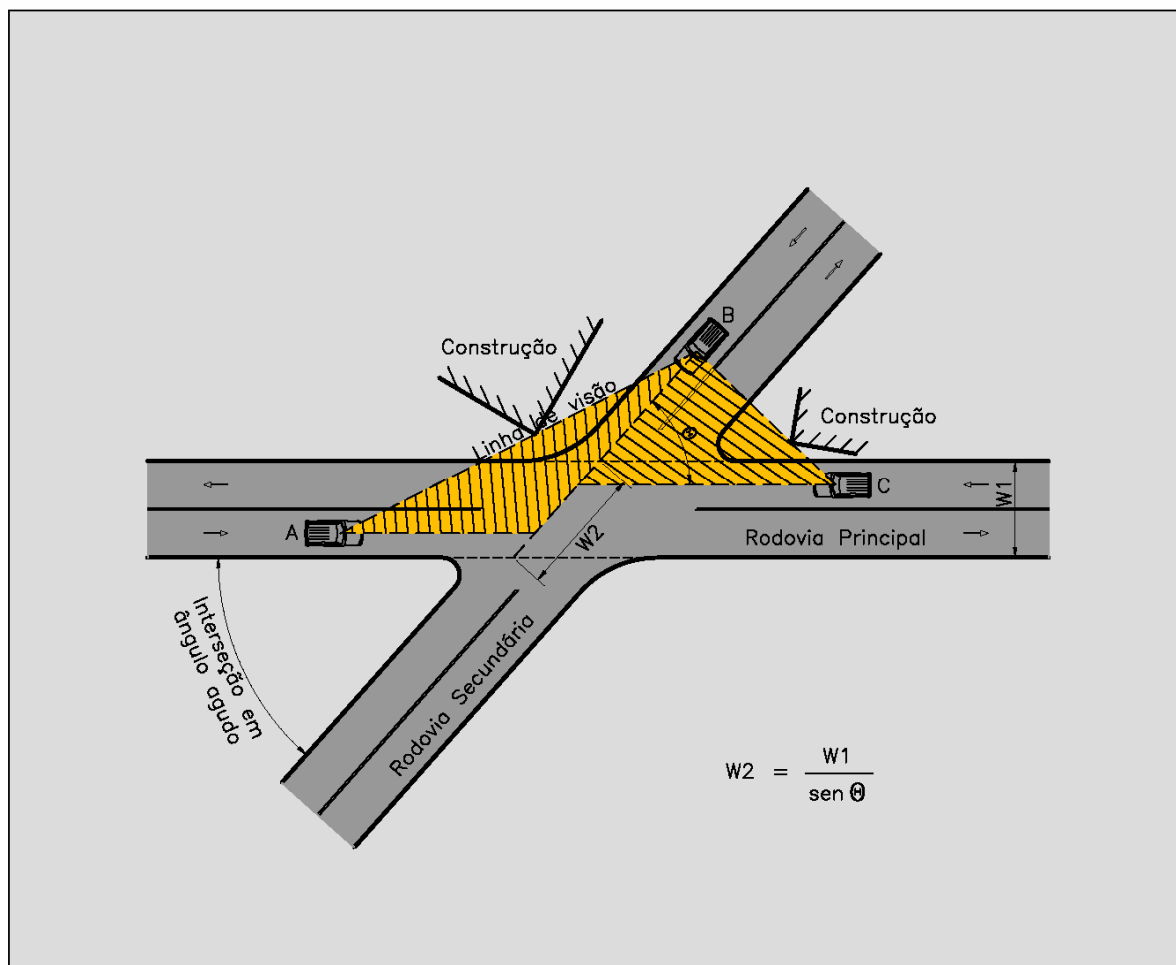 B
Construção
Linha de visão
Construção
Θ
C
W1
A
W2
Rodovia Principal
Interseção em
ângulo agudo
Rodovia Secundária
W2 = W1
sen Θ